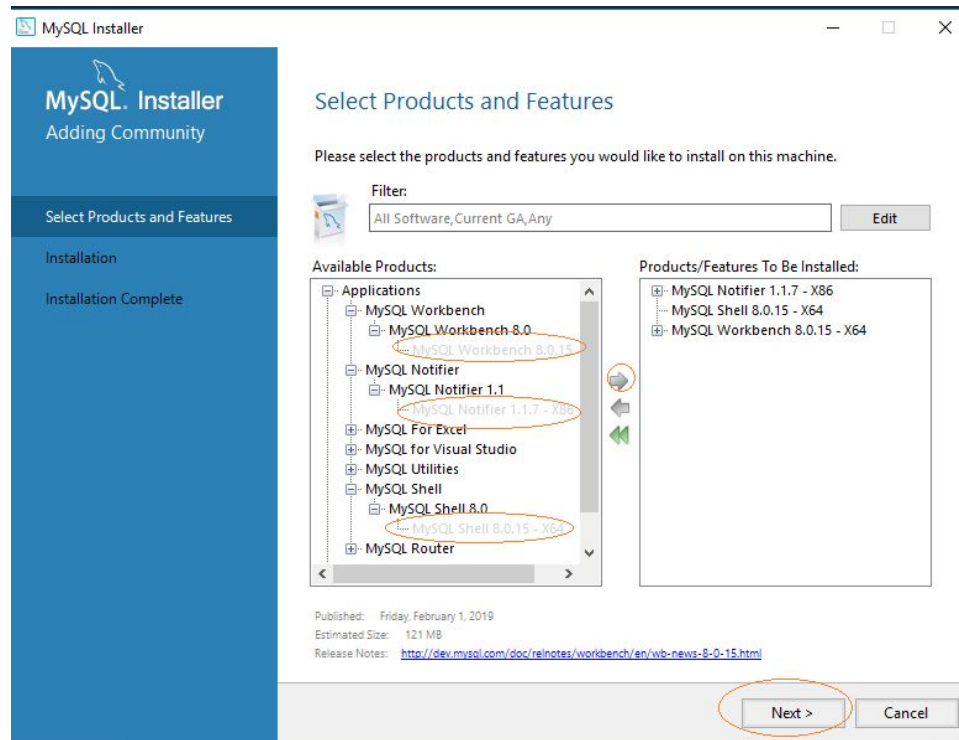 MySQL Installer
MySQL. Installer
Adding Community
Select Products and Features
Installation
Installation Complete
Select Products and Features
Please select the products and features you would like to install on this machine.
Filter:
All Software,Current GA,Any
Edit
Available Products:
Applications
MySQL Workbench
MySQL Workbench 8.0
MySQL Workbench 8.0.15
MySQL Notifier
MySQL Notifier 1.1
MySQL Notifier 1.1.7 - X86
MySQL For Excel
MySQL for Visual Studio
MySQL Utilities
MySQL Shell
MySQL Shell 8.0
MySQL Shell 8.0.15 - X64
MySQL Router
Products/Features To Be Installed:
MySQL Notifier 1.1.7 - X86
MySQL Shell 8.0.15 - X64
MySQL Workbench 8.0.15 - X64
Published: Friday, February 1, 2019
Estimated Size: 121 MB
Release Notes: http://dev.mysql.com/doc/relnotes/workbench/en/wb-news-8-0-15.html
Next >
Cancel